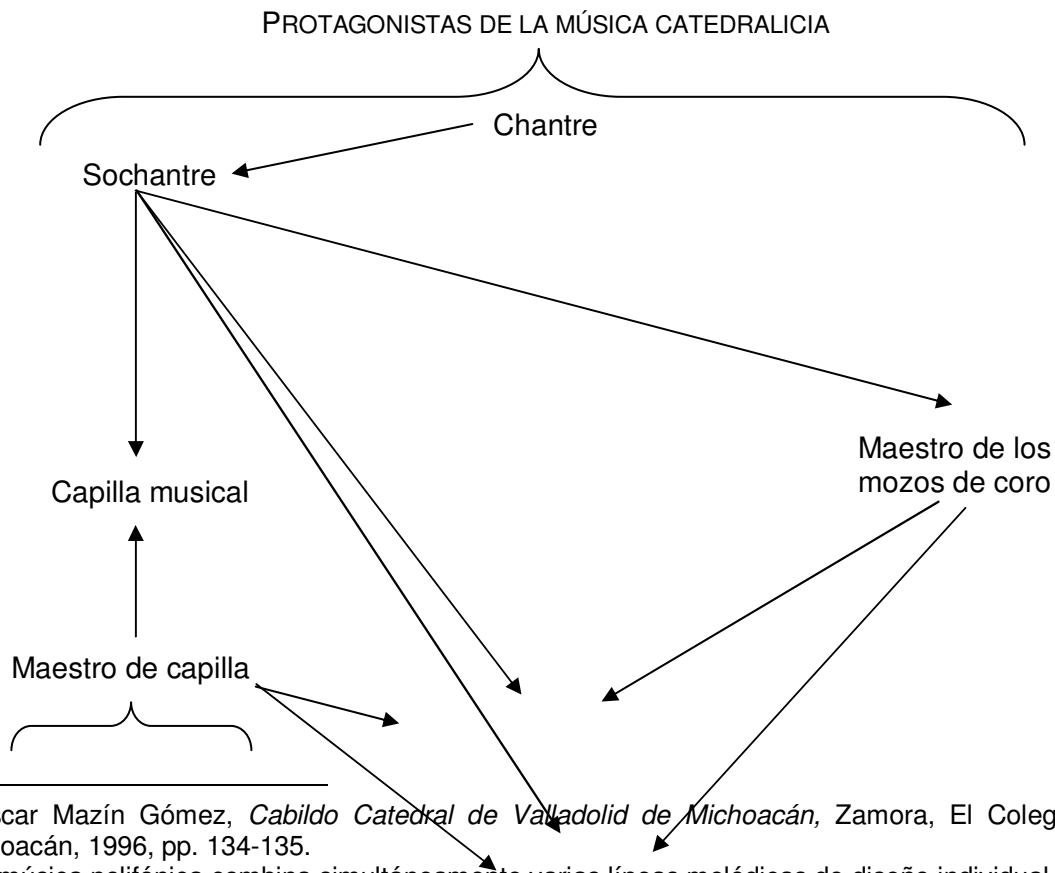 PROTAGONISTAS DE LA MÚSICA CATEDRALICIA
Chantre
Sochantre
Maestro de los
mozos de coro
Capilla musical
Maestro de capilla
scar Mazín Gómez, Cabildo Catedral de Valladolid de Michoacán, Zamora, El Coleg
oacán, 1996, pp. 134-135.
música polifónica combina simultáneamente varias líneas melódicas de diseño individual